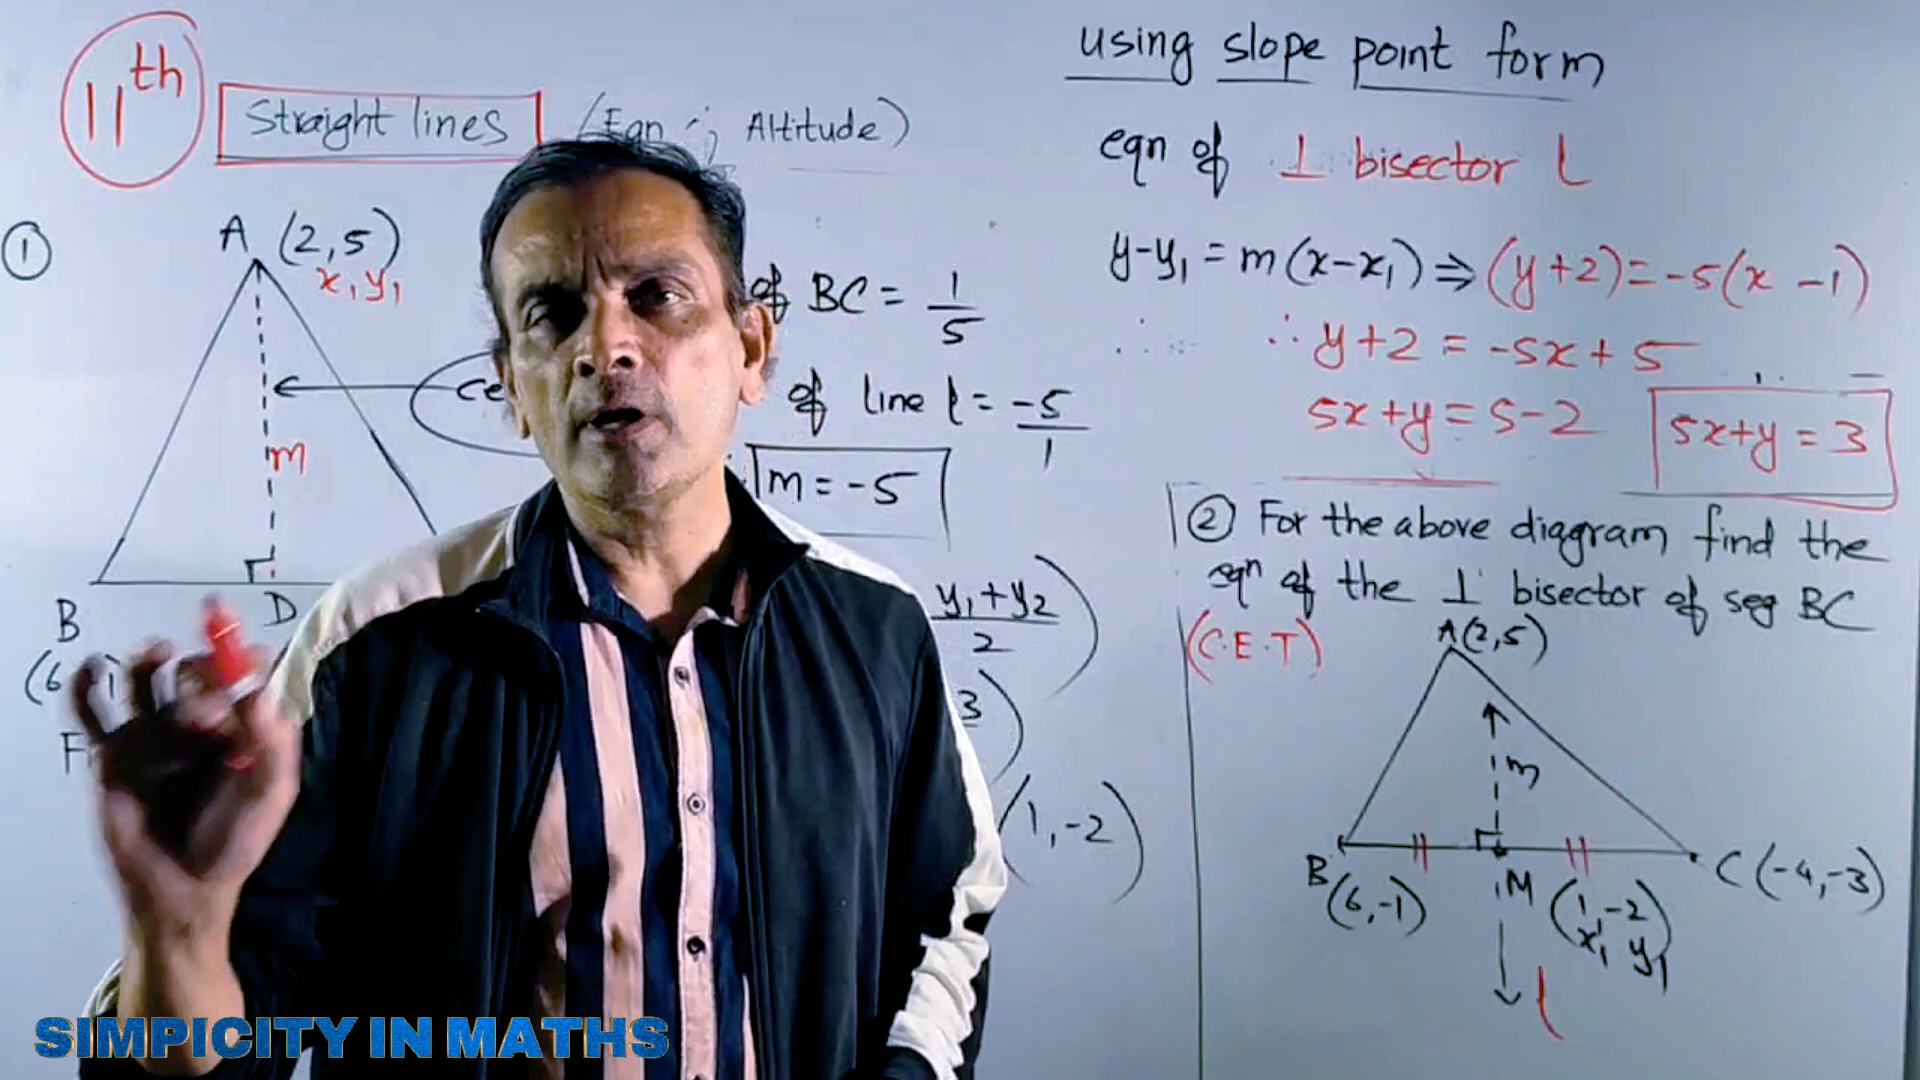 11th
Straight lines (Eqn ; Altitude)
①
A (2,5)
x, y₁
m
B
D
(6
of BC = 1/5
of line l = -5/1
m = -5
y₁+y₂
2
3
(1,-2)
using slope point form
eqn of ⊥ bisector l
y-y₁ = m(x-x₁) ⇒ (y+2) = -5(x -1)
∴ y+2 = -5x+5
5x+y = 5-2
5x+y = 3
② For the above diagram find the
eqn of the ⊥ bisector of seg BC
(C.E.T)
A(2,5)
m
B
(6,-1)
M
(1,-2)
x₁ y₁
C(-4,-3)
l
SIMPICITY IN MATHS